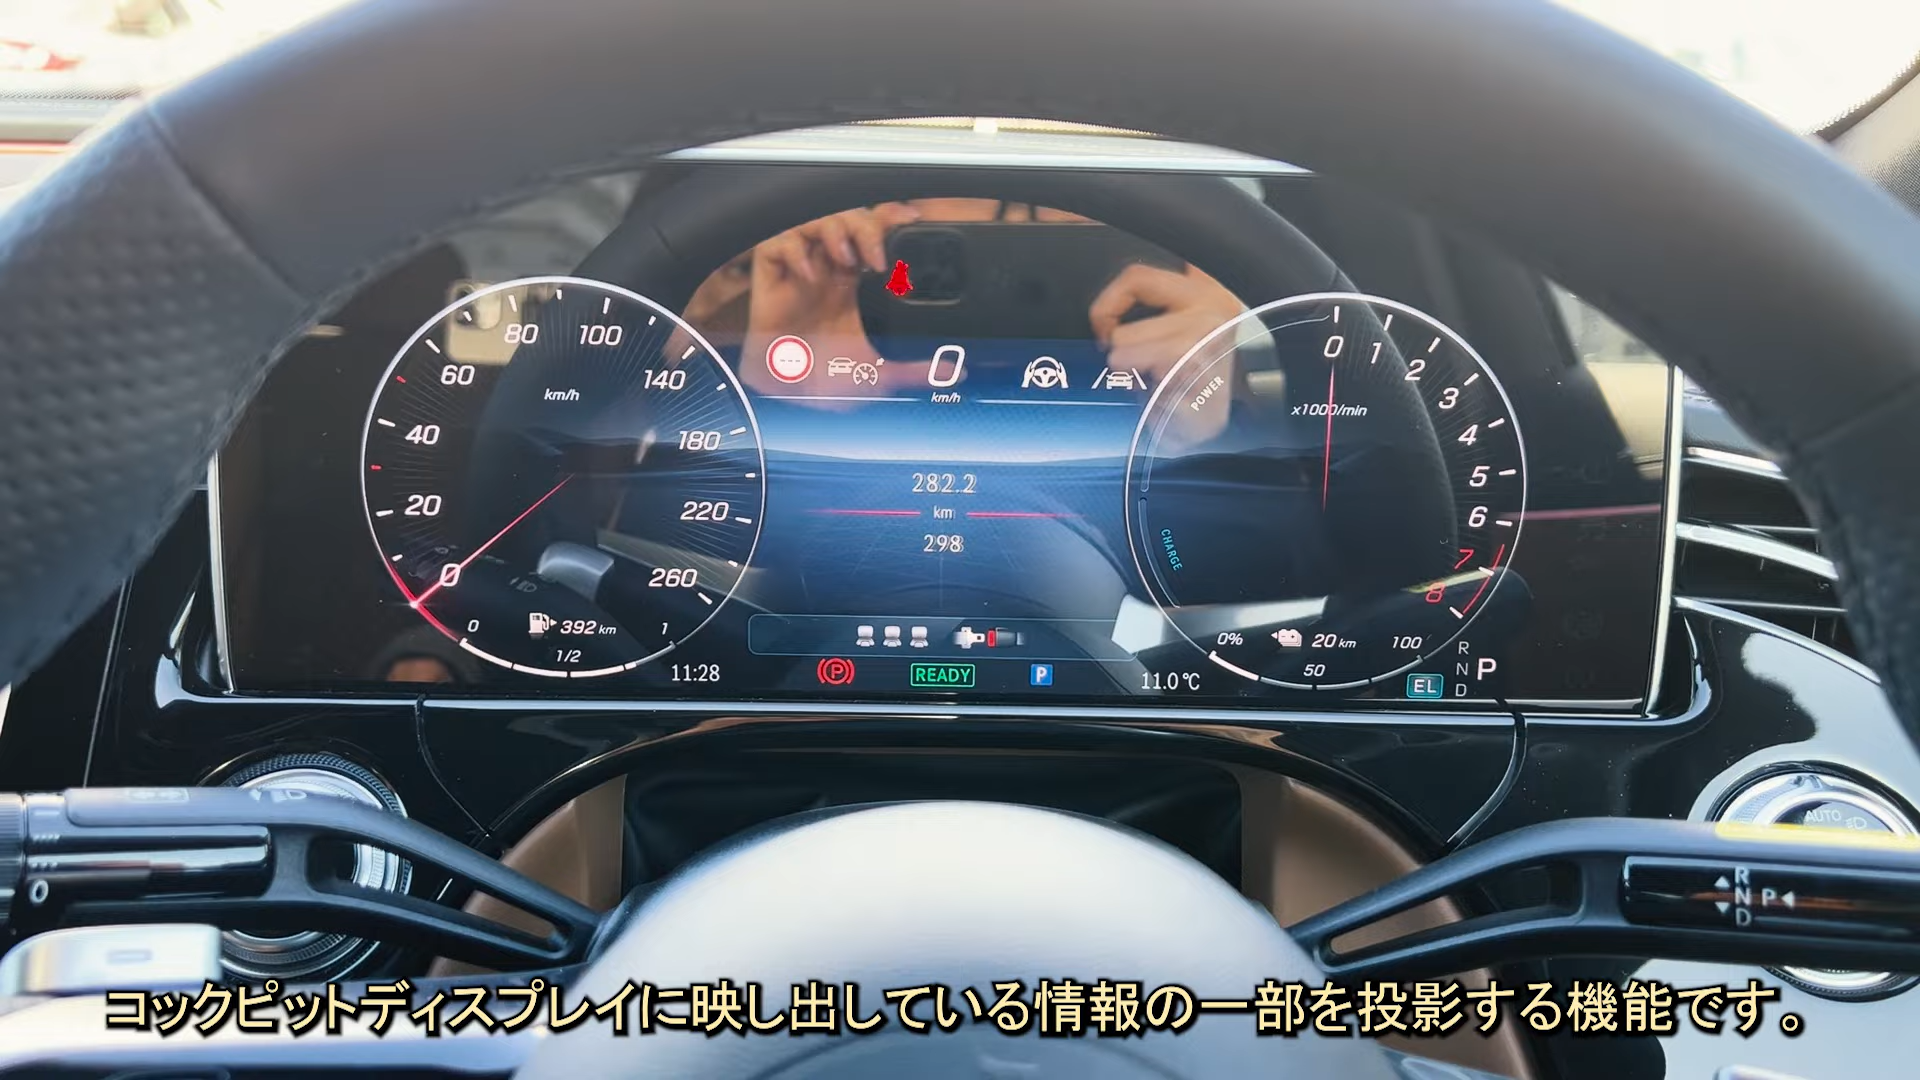 80 100
60 140
km/h
40 180
20 220
0 260
0 392 km 1
1/2
11:28
0
km/h
282.2
km
298
P READY P
11.0℃
0 1 2 3 4 5 6 7 8
x1000/min
POWER
CHARGE
0% 20 km 100
50
EL
R
N P
D
AUTO
0
R
N P
D
コックピットディスプレイに映し出している情報の一部を投影する機能です。